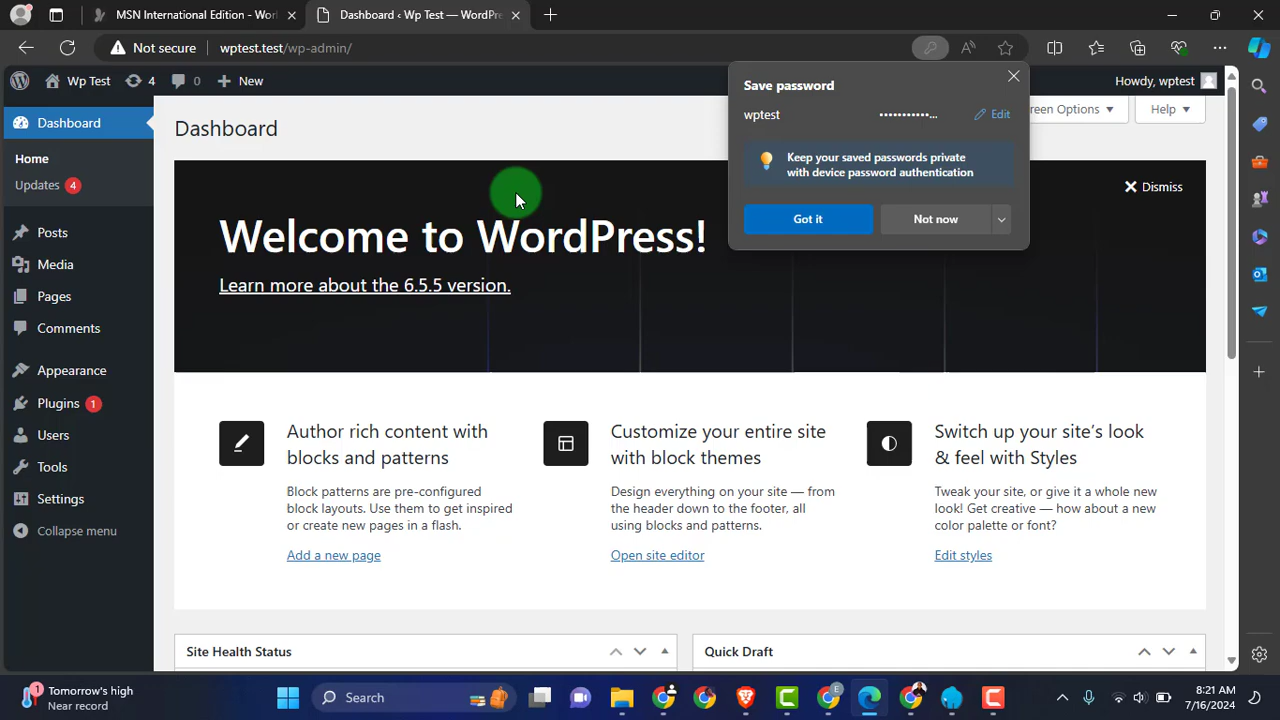 MSN International Edition - Wor
Dashboard ‹ Wp Test — WordPre
Not secure
wptest.test/wp-admin/
Wp Test
4
0
New
Howdy, wptest
Save password
wptest
Edit
Keep your saved passwords private
with device password authentication
Got it
Not now
reen Options
Help
Dashboard
Home
Updates 4
Posts
Media
Pages
Comments
Appearance
Plugins 1
Users
Tools
Settings
Collapse menu
Dashboard
Dismiss
Welcome to WordPress!
Learn more about the 6.5.5 version.
Author rich content with
blocks and patterns
Block patterns are pre-configured
block layouts. Use them to get inspired
or create new pages in a flash.
Add a new page
Customize your entire site
with block themes
Design everything on your site — from
the header down to the footer, all
using blocks and patterns.
Open site editor
Switch up your site's look
& feel with Styles
Tweak your site, or give it a whole new
look! Get creative — how about a new
color palette or font?
Edit styles
Site Health Status
Quick Draft
1
Tomorrow's high
Near record
Search
E
8:21 AM
7/16/2024